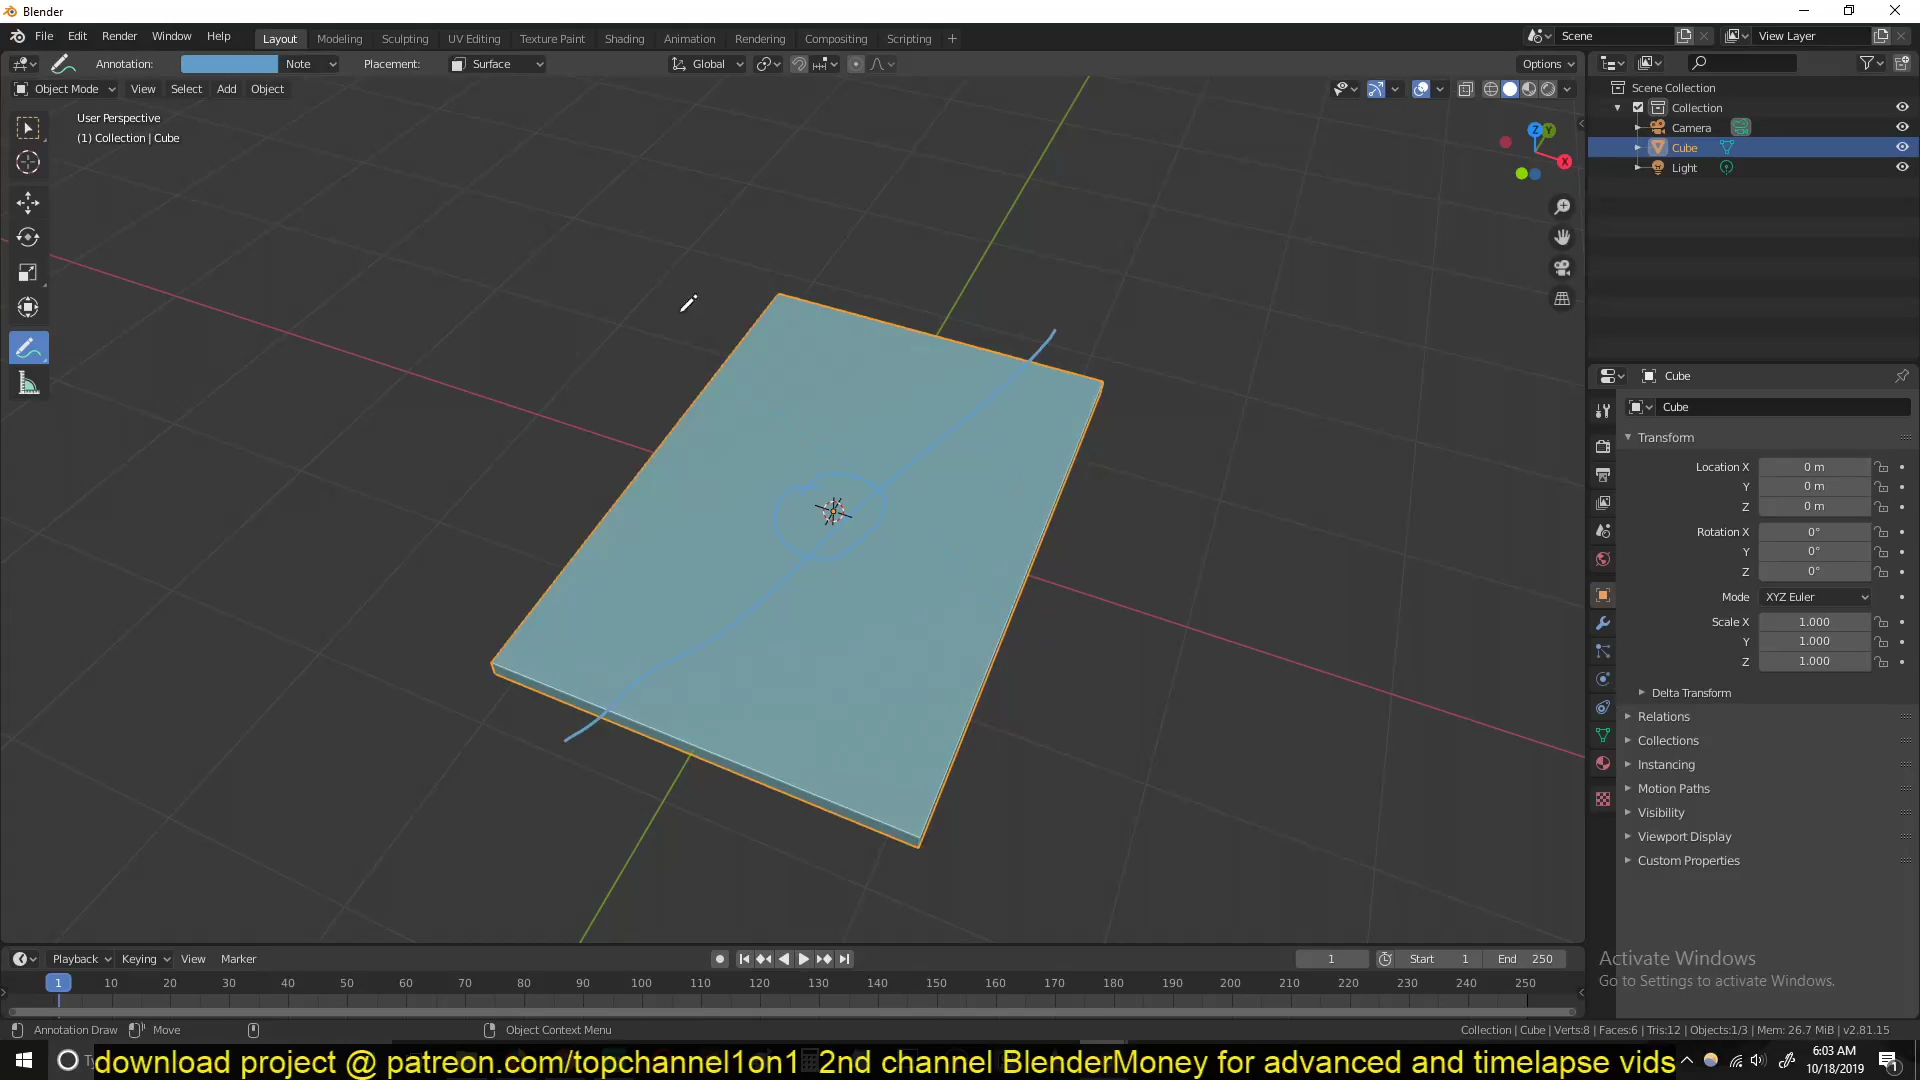 Blender
File Edit Render Window Help Layout Modeling Sculpting UV Editing Texture Paint Shading Animation Rendering Compositing Scripting + Scene View Layer
Annotation: Note Placement: Surface Global Options
Object Mode View Select Add Object
User Perspective
(1) Collection | Cube
Z Y
X
Scene Collection
Collection
Camera
Cube
Light
Cube
Cube
Transform
Location X 0 m
Y 0 m
Z 0 m
Rotation X 0°
Y 0°
Z 0°
Mode XYZ Euler
Scale X 1.000
Y 1.000
Z 1.000
Delta Transform
Relations
Collections
Instancing
Motion Paths
Visibility
Viewport Display
Custom Properties
Activate Windows
Go to Settings to activate Windows.
Playback Keying View Marker 1 Start 1 End 250
1 10 20 30 40 50 60 70 80 90 100 110 120 130 140 150 160 170 180 190 200 210 220 230 240 250
Annotation Draw Move Object Context Menu Collection | Cube | Verts:8 | Faces:6 | Tris:12 | Objects:1/3 | Mem: 26.7 MiB | v2.81.15
download project @ patreon.com/topchannel1on1 2nd channel BlenderMoney for advanced and timelapse vids
6:03 AM
10/18/2019
1